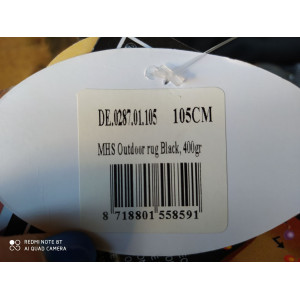 DE.0287.01.105 105CM
MHS Outdoor rug Black, 400gr
8 718801 558591
REDMI NOTE 8T
AI QUAD CAMERA